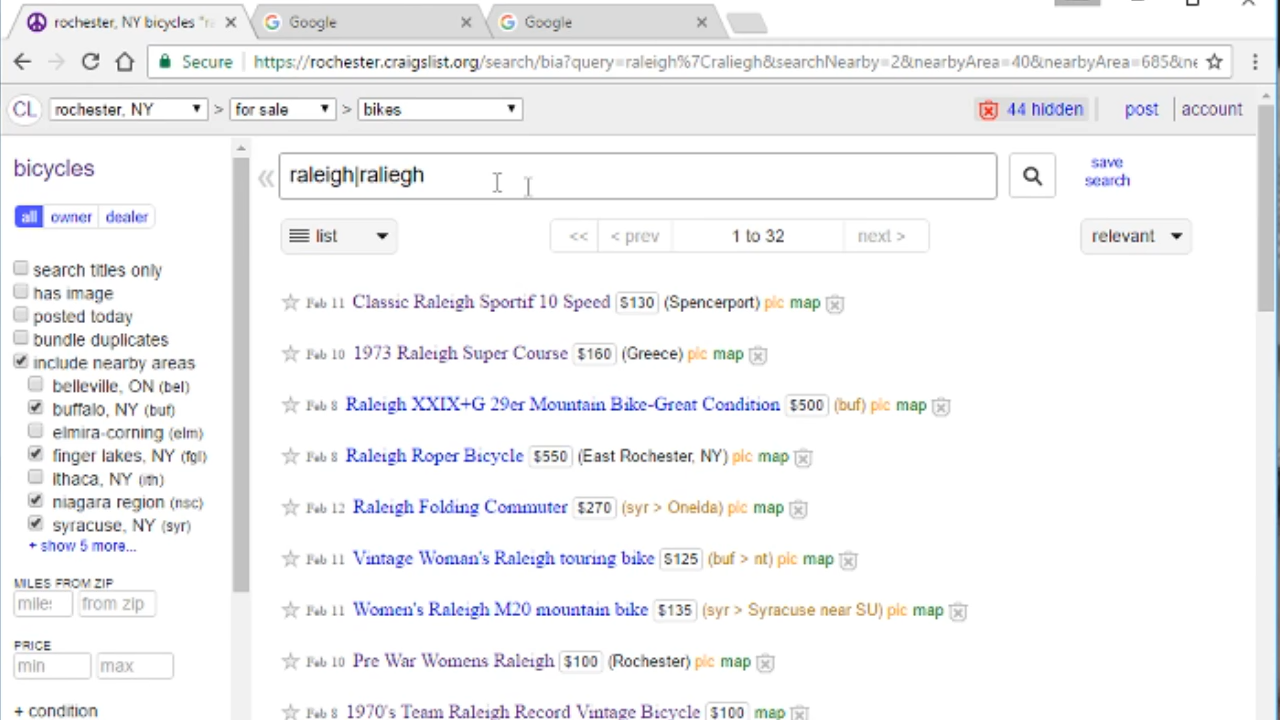 rochester, NY bicycles "ra
Google
Google
Secure
https://rochester.craigslist.org/search/bia?query=raleigh%7Craliegh&searchNearby=2&nearbyArea=40&nearbyArea=685&ne
CL rochester, NY > for sale > bikes
44 hidden
post
account
bicycles
all owner dealer
search titles only
has image
posted today
bundle duplicates
include nearby areas
belleville, ON (bel)
buffalo, NY (buf)
elmira-corning (elm)
finger lakes, NY (fgl)
ithaca, NY (ith)
niagara region (nsc)
syracuse, NY (syr)
+ show 5 more...
MILES FROM ZIP
mile: from zip
PRICE
min max
+ condition
raleigh|raliegh
save
search
list
<< < prev 1 to 32 next >
relevant
Feb 11 Classic Raleigh Sportif 10 Speed $130 (Spencerport) pic map
Feb 10 1973 Raleigh Super Course $160 (Greece) pic map
Feb 8 Raleigh XXIX+G 29er Mountain Bike-Great Condition $500 (buf) pic map
Feb 8 Raleigh Roper Bicycle $550 (East Rochester, NY) pic map
Feb 12 Raleigh Folding Commuter $270 (syr > Oneida) pic map
Feb 11 Vintage Woman's Raleigh touring bike $125 (buf > nt) pic map
Feb 11 Women's Raleigh M20 mountain bike $135 (syr > Syracuse near SU) pic map
Feb 10 Pre War Womens Raleigh $100 (Rochester) pic map
Feb 8 1970's Team Raleigh Record Vintage Bicycle $100 map